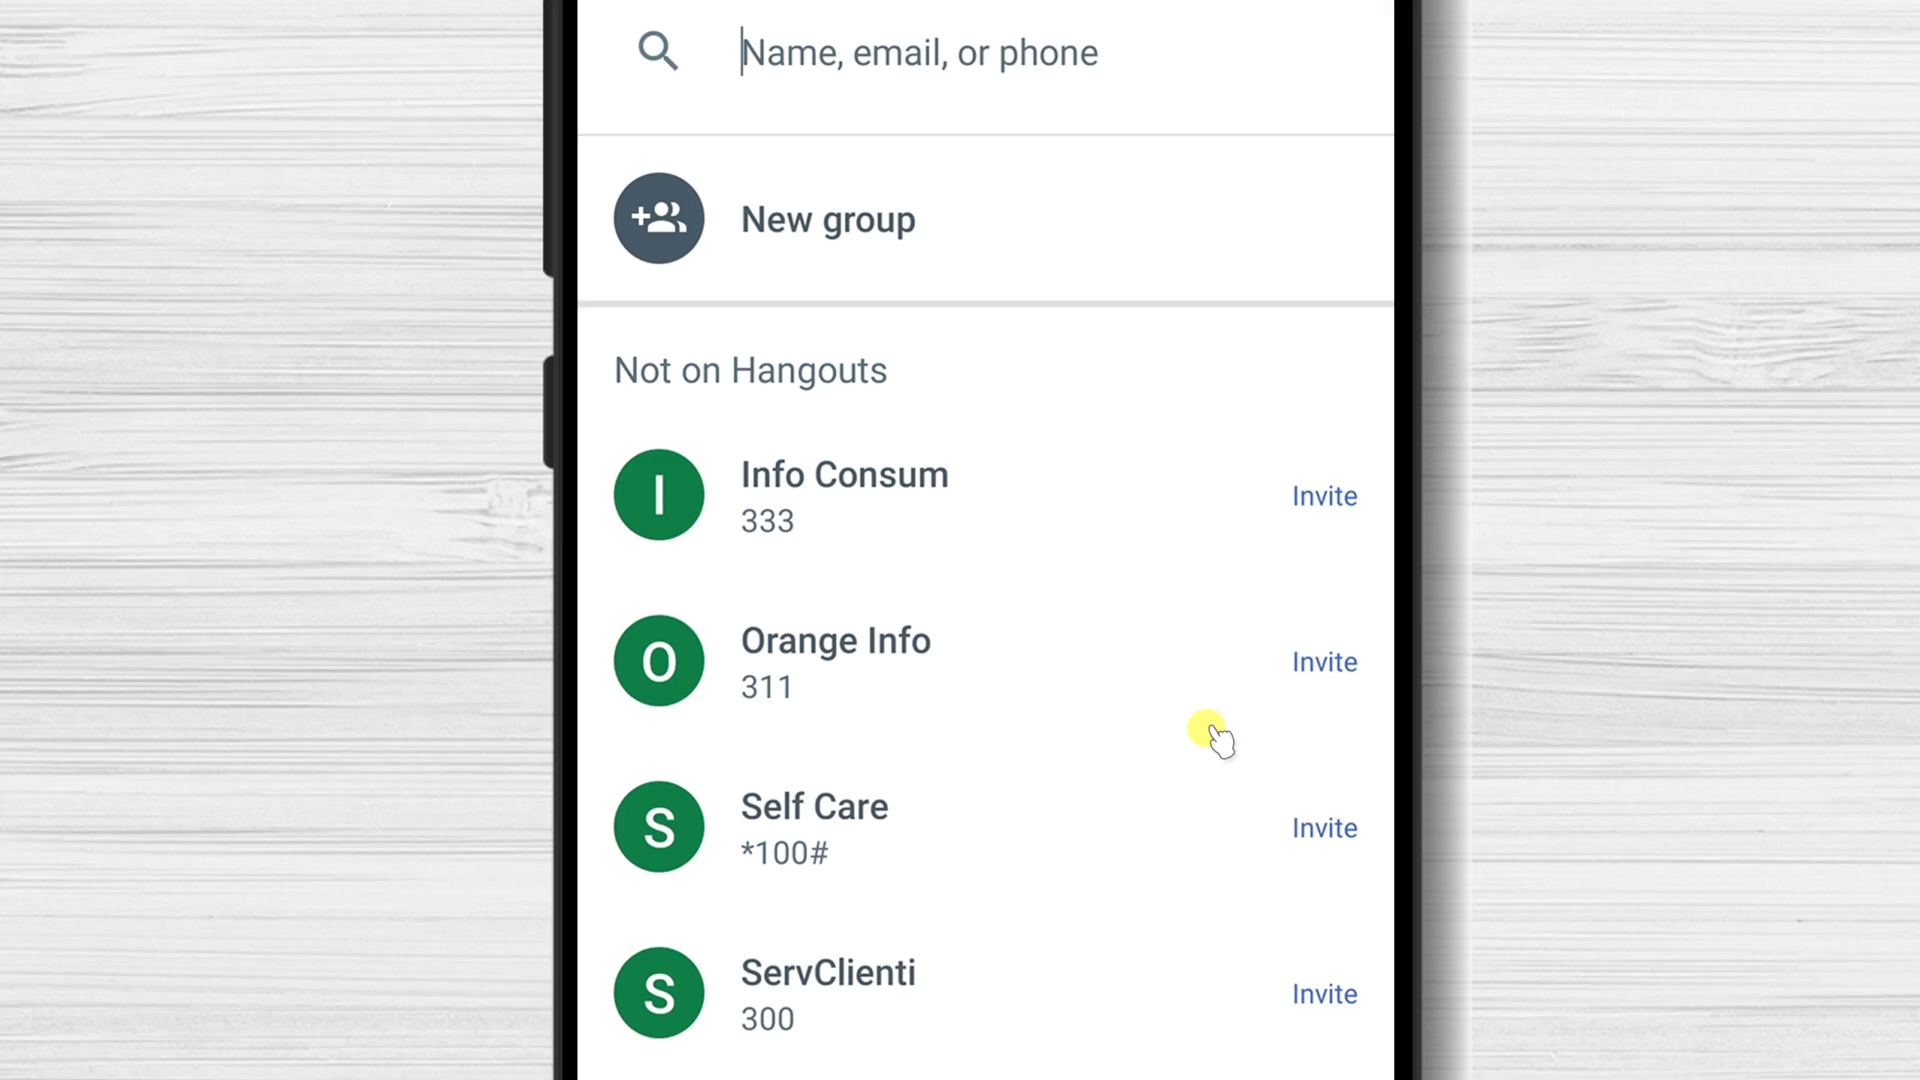 Name, email, or phone
New group
Not on Hangouts
I
Info Consum
333
Invite
O
Orange Info
311
Invite
S
Self Care
*100#
Invite
S
ServClienti
300
Invite